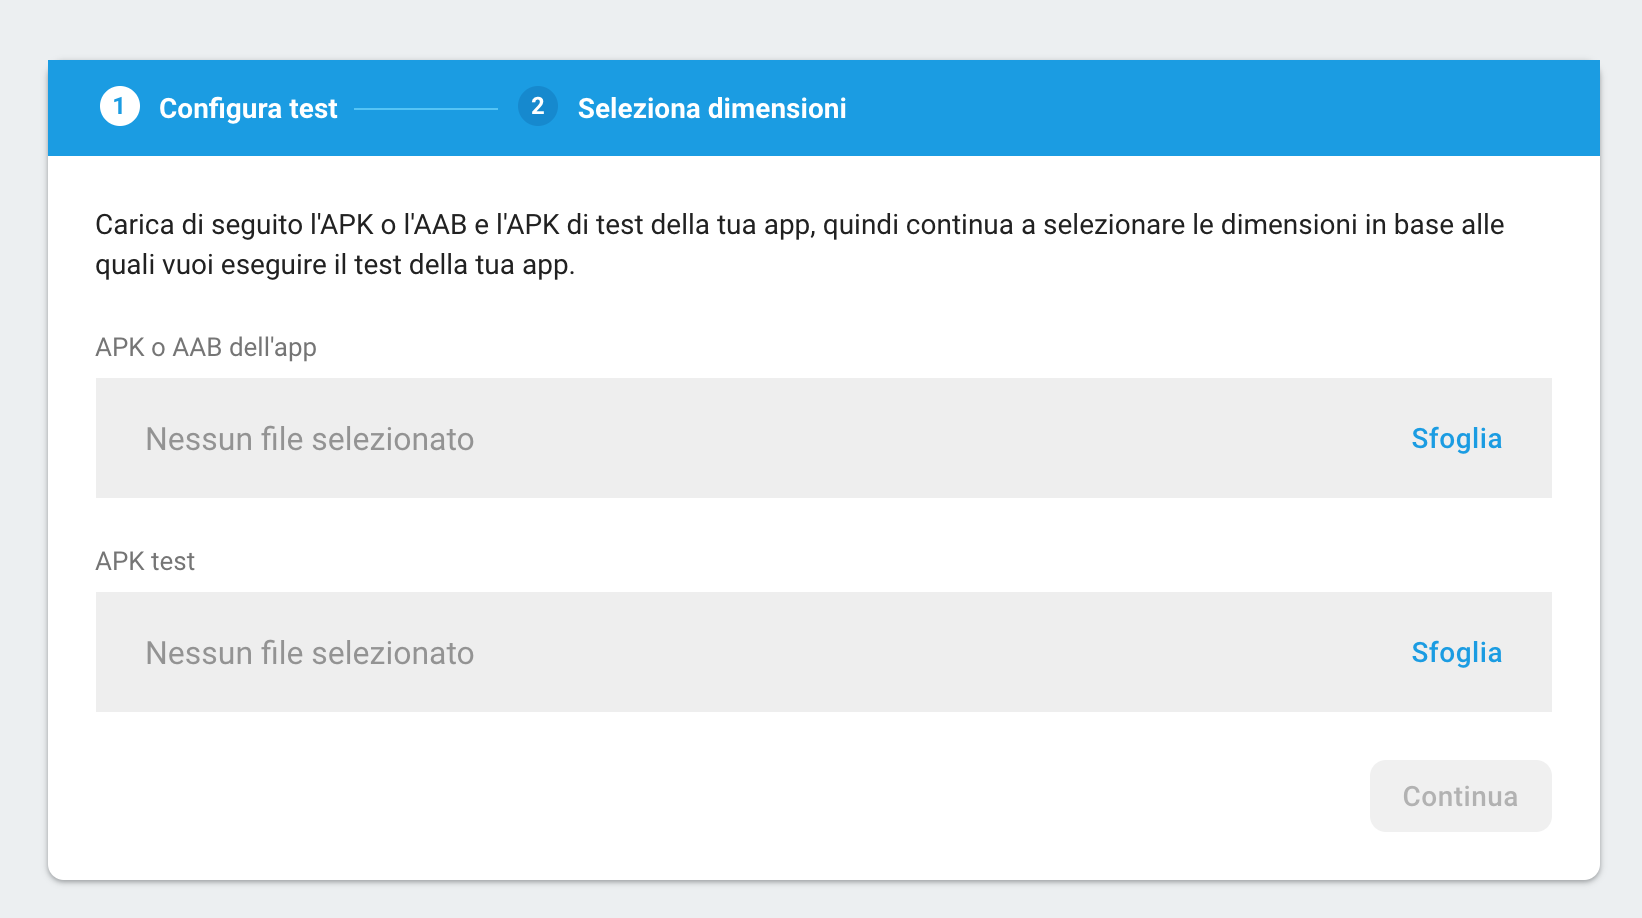 1 Configura test 2 Seleziona dimensioni
Carica di seguito l'APK o l'AAB e l'APK di test della tua app, quindi continua a selezionare le dimensioni in base alle
quali vuoi eseguire il test della tua app.
APK o AAB dell'app
Nessun file selezionato Sfoglia
APK test
Nessun file selezionato Sfoglia
Continua